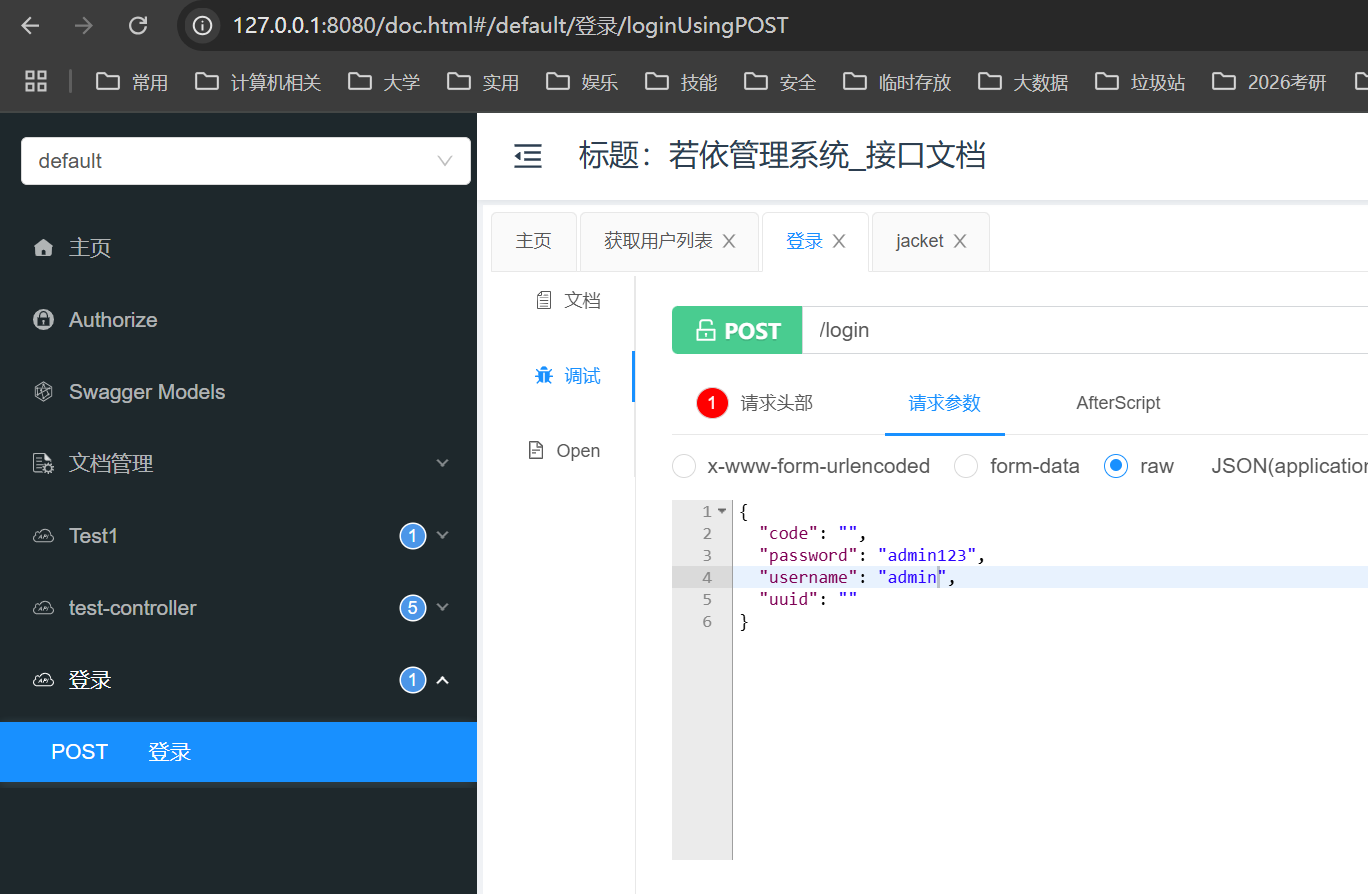 127.0.0.1:8080/doc.html#/default/登录/loginUsingPOST
常用 计算机相关 大学 实用 娱乐 技能 安全 临时存放 大数据 垃圾站 2026考研
default
标题：若依管理系统_接口文档
主页
Authorize
Swagger Models
文档管理
Test1 1
test-controller 5
登录 1
POST 登录
主页 获取用户列表 登录 jacket
文档
调试
Open
POST /login
1 请求头部 请求参数 AfterScript
x-www-form-urlencoded form-data raw JSON(application
1 {
2 "code": "",
3 "password": "admin123",
4 "username": "admin",
5 "uuid": ""
6 }